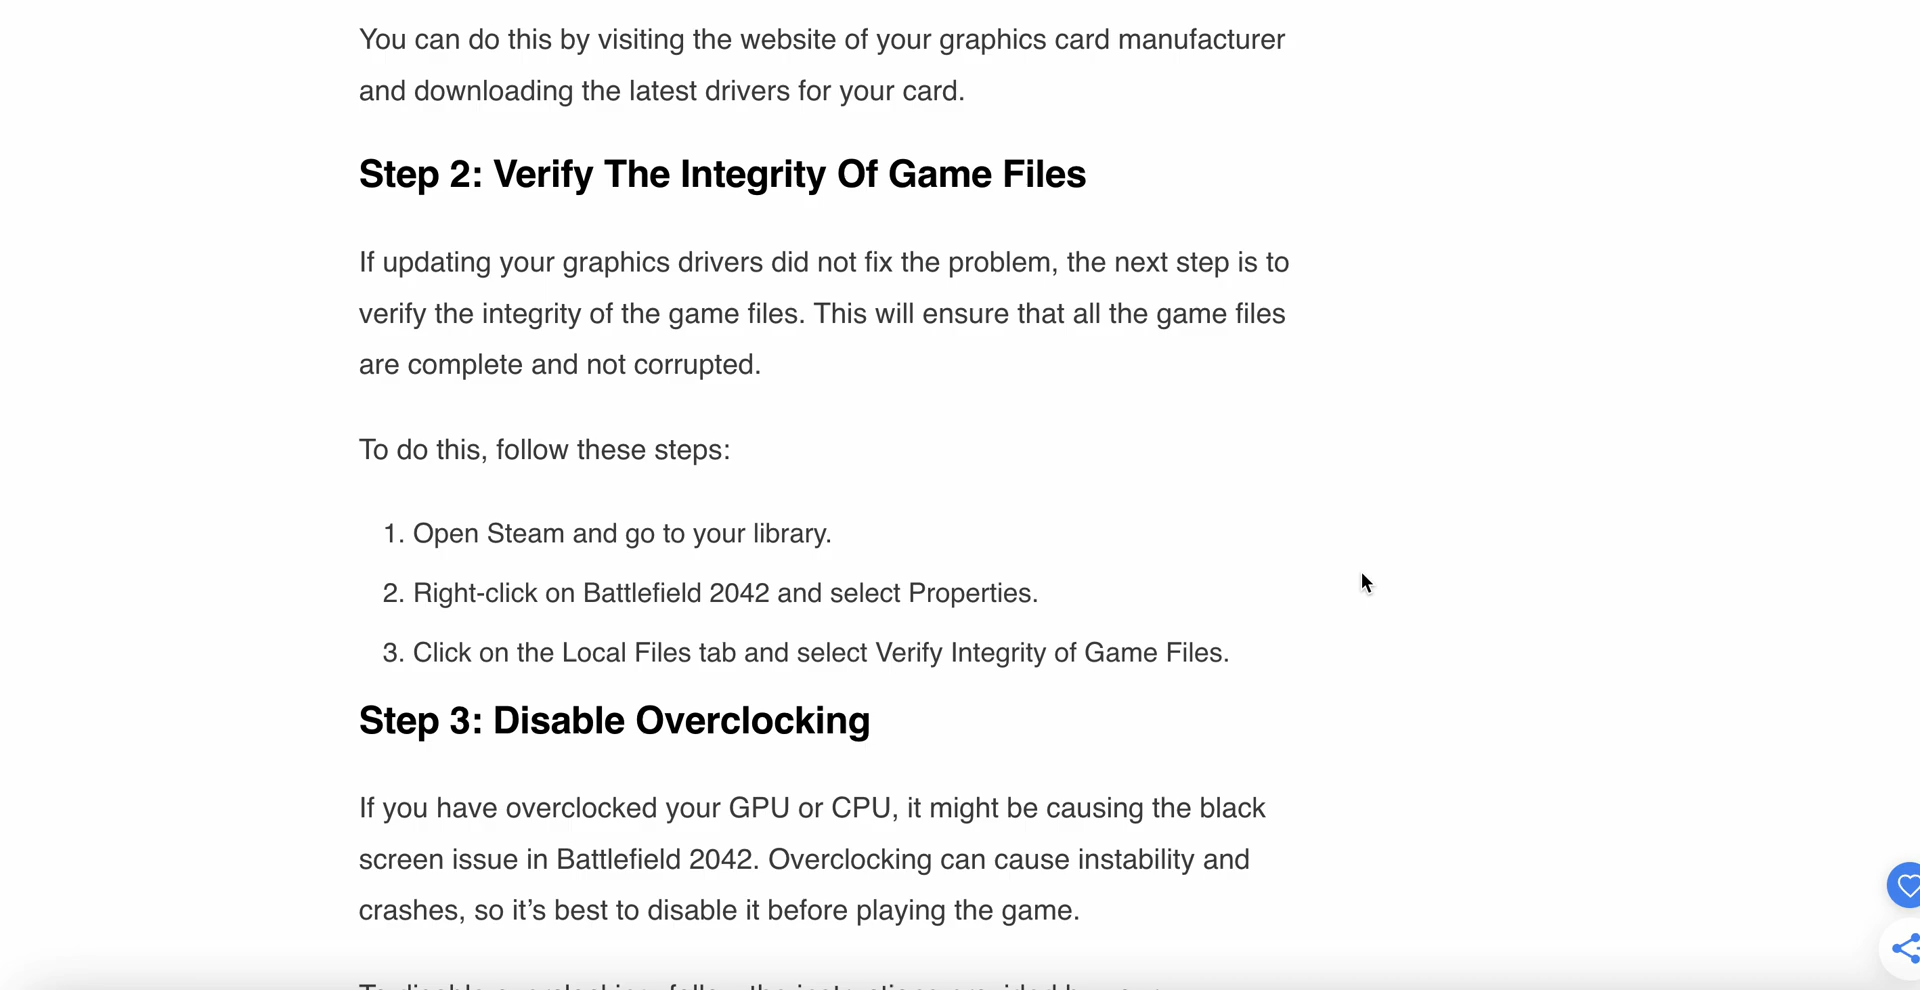 You can do this by visiting the website of your graphics card manufacturer
and downloading the latest drivers for your card.
Step 2: Verify The Integrity Of Game Files
If updating your graphics drivers did not fix the problem, the next step is to
verify the integrity of the game files. This will ensure that all the game files
are complete and not corrupted.
To do this, follow these steps:
1. Open Steam and go to your library.
2. Right-click on Battlefield 2042 and select Properties.
3. Click on the Local Files tab and select Verify Integrity of Game Files.
Step 3: Disable Overclocking
If you have overclocked your GPU or CPU, it might be causing the black
screen issue in Battlefield 2042. Overclocking can cause instability and
crashes, so it’s best to disable it before playing the game.